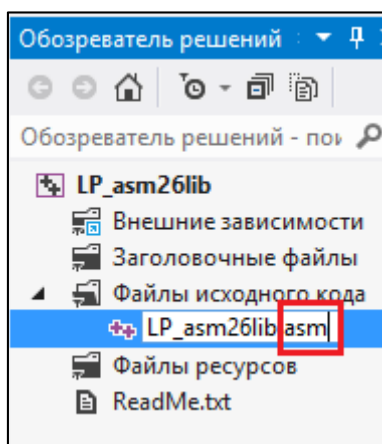 Обозреватель решений
Обозреватель решений - пои
LP_asm26lib
Внешние зависимости
Заголовочные файлы
Файлы исходного кода
LP_asm26lib.asm
Файлы ресурсов
ReadMe.txt